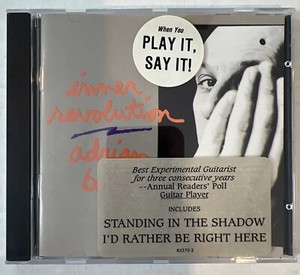 When You
PLAY IT,
SAY IT!
inner
revolution
adrian
b
Best Experimental Guitarist
for three consecutive years
--Annual Readers' Poll
Guitar Player
INCLUDES
STANDING IN THE SHADOW
I'D RATHER BE RIGHT HERE